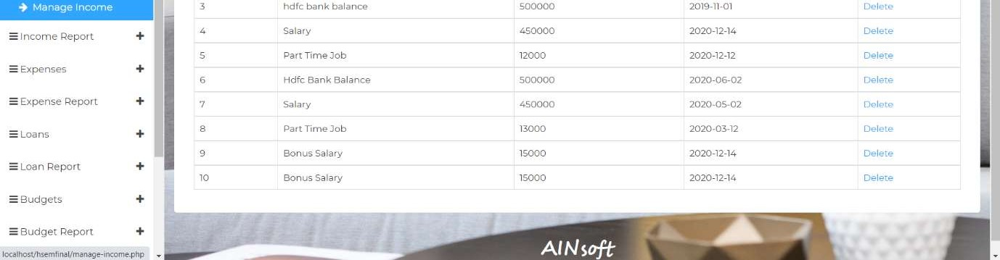 Manage Income
Income Report
Expenses
Expense Report
Loans
Loan Report
Budgets
Budget Report
localhost/hsemfinal/manage-income.php
3 hdfc bank balance 500000 2019-11-01 Delete
4 Salary 450000 2020-12-14 Delete
5 Part Time Job 12000 2020-12-12 Delete
6 Hdfc Bank Balance 500000 2020-06-02 Delete
7 Salary 450000 2020-05-02 Delete
8 Part Time Job 13000 2020-03-12 Delete
9 Bonus Salary 15000 2020-12-14 Delete
10 Bonus Salary 15000 2020-12-14 Delete
AINsoft